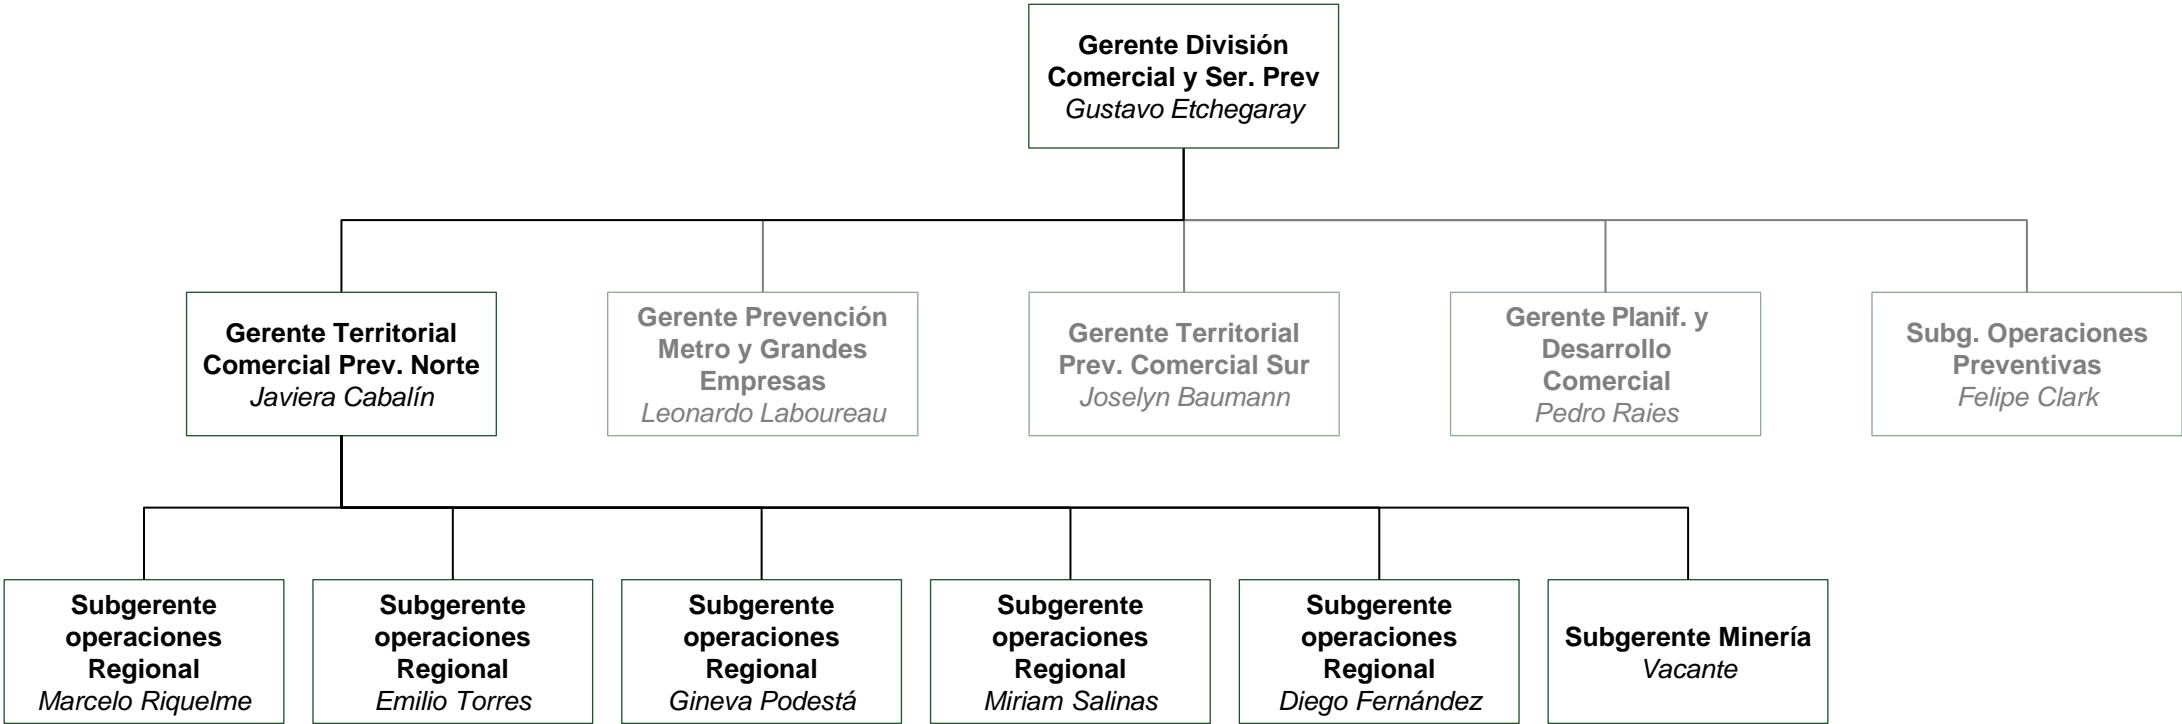 Gerente División
Comercial y Ser. Prev
Gustavo Etchegaray
Gerente Territorial
Comercial Prev. Norte
Javiera Cabalín
Gerente Prevención
Metro y Grandes
Empresas
Leonardo Laboureau
Gerente Territorial
Prev. Comercial Sur
Joselyn Baumann
Gerente Planif. y
Desarrollo
Comercial
Pedro Raies
Subg. Operaciones
Preventivas
Felipe Clark
Subgerente
operaciones
Regional
Marcelo Riquelme
Subgerente
operaciones
Regional
Emilio Torres
Subgerente
operaciones
Regional
Gineva Podestá
Subgerente
operaciones
Regional
Miriam Salinas
Subgerente
operaciones
Regional
Diego Fernández
Subgerente Minería
Vacante